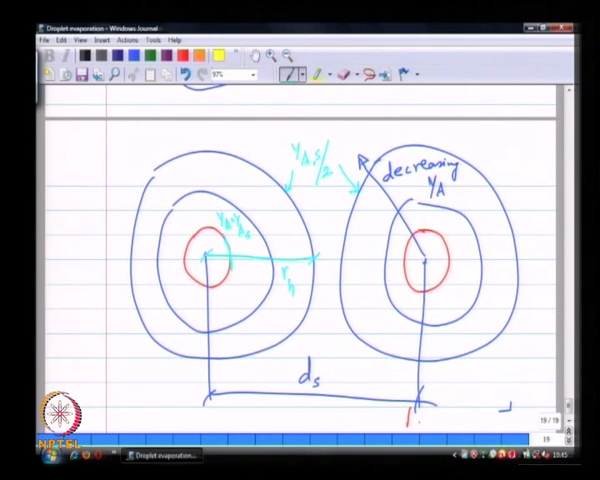 Droplet evaporation - Windows Journal
File Edit View Insert Actions Tools Help
97%
Y_A,s/2
decreasing
Y_A
Y_A=Y_A,s
r_h
d_s
19 / 19
19
NPTEL
Droplet evaporation...
10:45